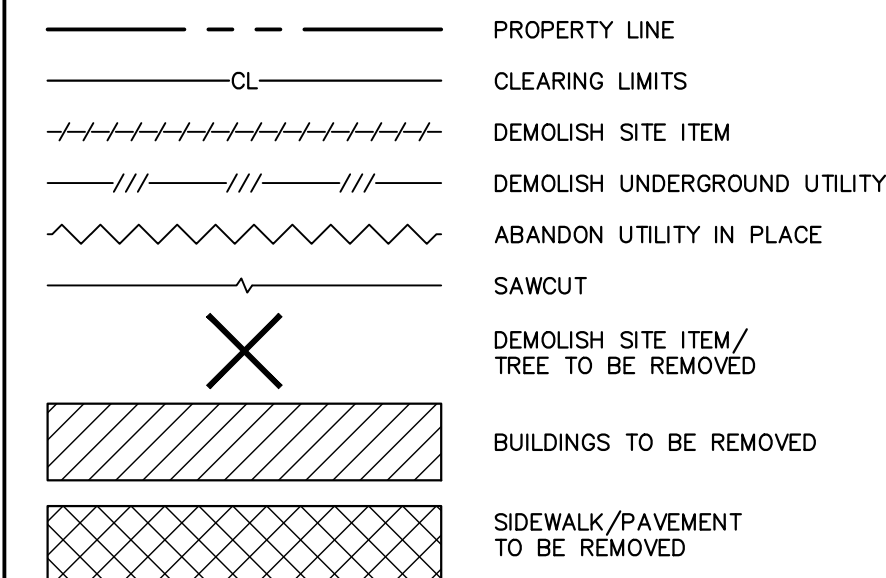 PROPERTY LINE
CL
CLEARING LIMITS
DEMOLISH SITE ITEM
DEMOLISH UNDERGROUND UTILITY
ABANDON UTILITY IN PLACE
SAWCUT
DEMOLISH SITE ITEM/
TREE TO BE REMOVED
BUILDINGS TO BE REMOVED
SIDEWALK/PAVEMENT
TO BE REMOVED